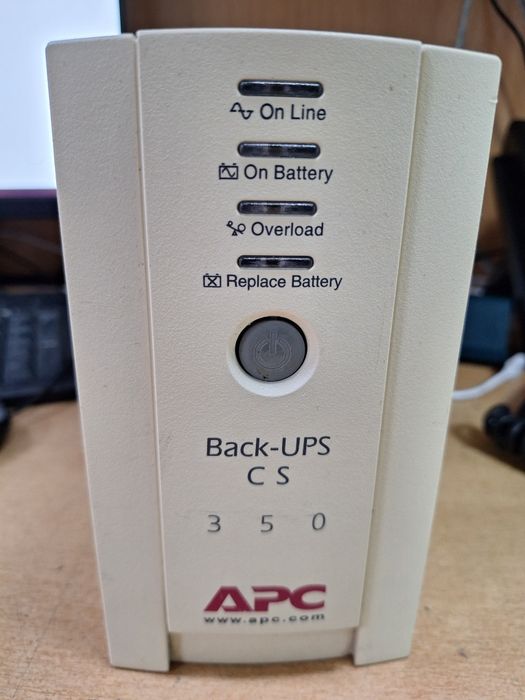 On Line
On Battery
Overload
Replace Battery
Back-UPS
CS
350
APC
www.apc.com